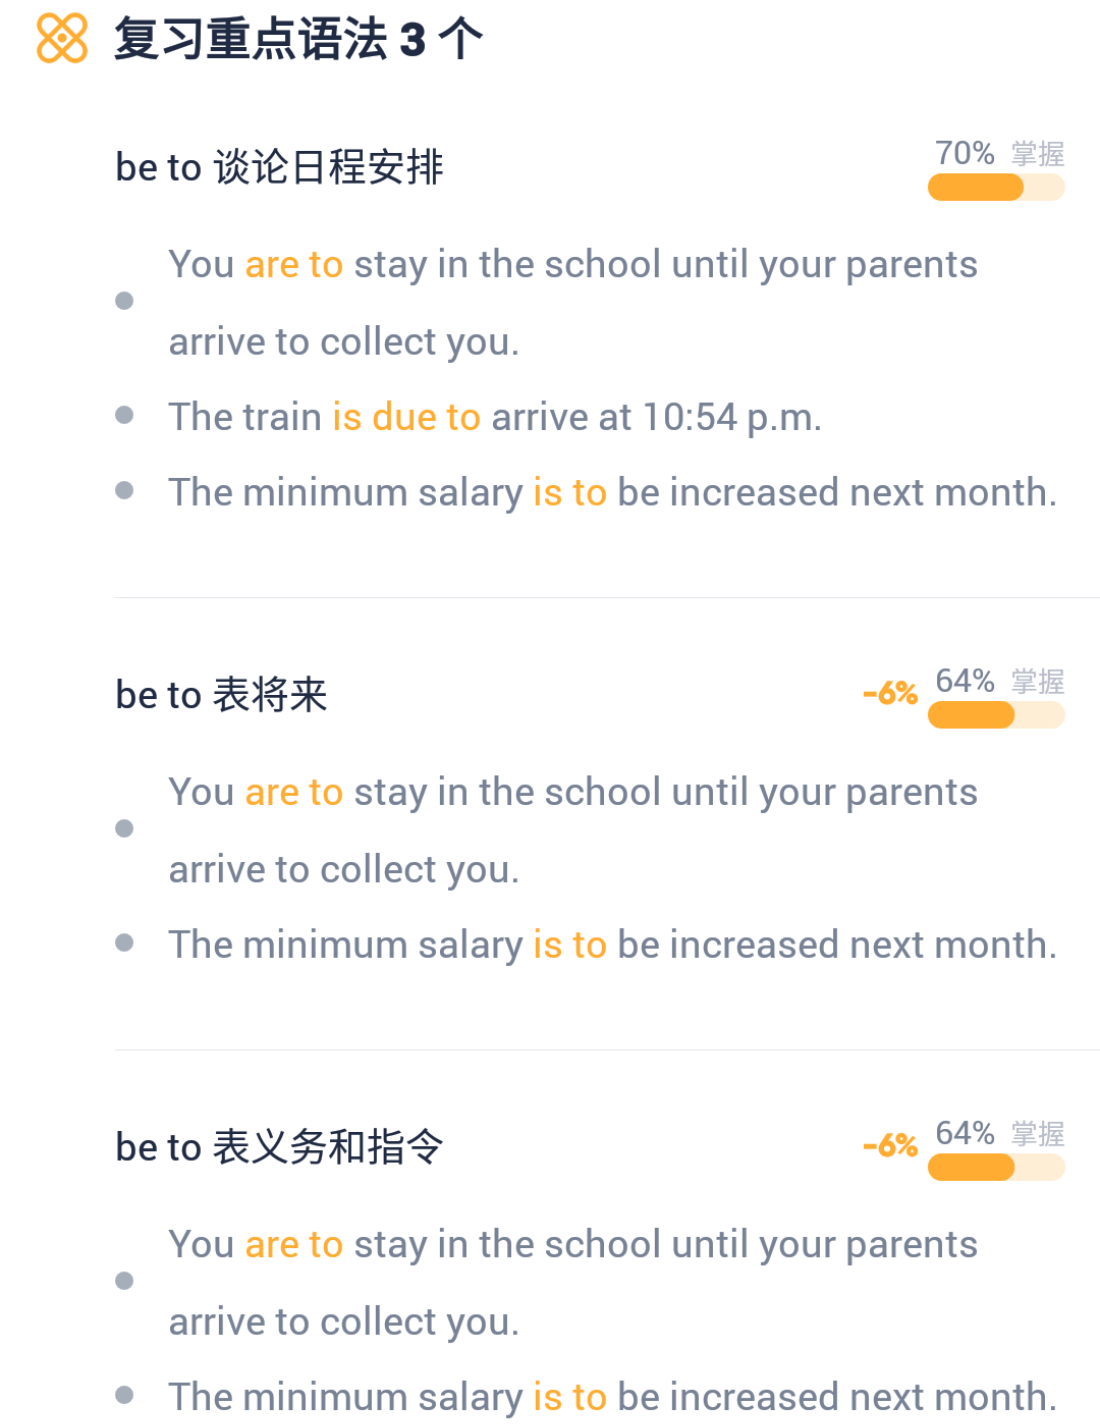 复习重点语法 3 个
be to 谈论日程安排
70% 掌握
You are to stay in the school until your parents
arrive to collect you.
The train is due to arrive at 10:54 p.m.
The minimum salary is to be increased next month.
be to 表将来
-6% 64% 掌握
You are to stay in the school until your parents
arrive to collect you.
The minimum salary is to be increased next month.
be to 表义务和指令
-6% 64% 掌握
You are to stay in the school until your parents
arrive to collect you.
The minimum salary is to be increased next month.